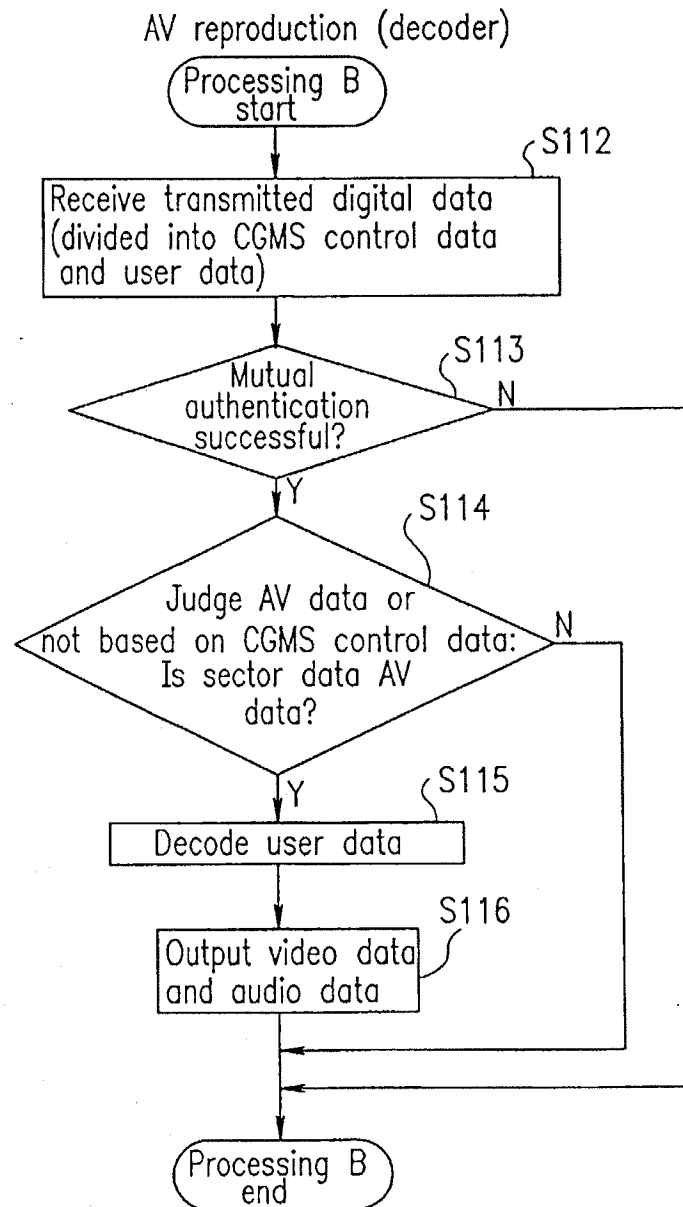 AV reproduction (decoder)
Processing B
start
S112
Receive transmitted digital data
(divided into CGMS control data
and user data)
S113
Mutual
authentication
successful?
N
Y
S114
Judge AV data or
not based on CGMS control data:
Is sector data AV
data?
N
Y
S115
Decode user data
S116
Output video data
and audio data
Processing B
end